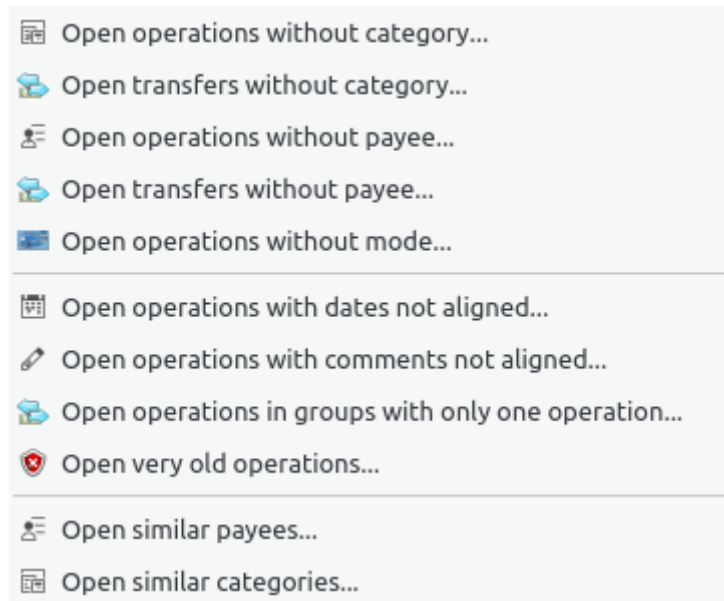 Open operations without category...
Open transfers without category...
Open operations without payee...
Open transfers without payee...
Open operations without mode...
Open operations with dates not aligned...
Open operations with comments not aligned...
Open operations in groups with only one operation...
Open very old operations...
Open similar payees...
Open similar categories...